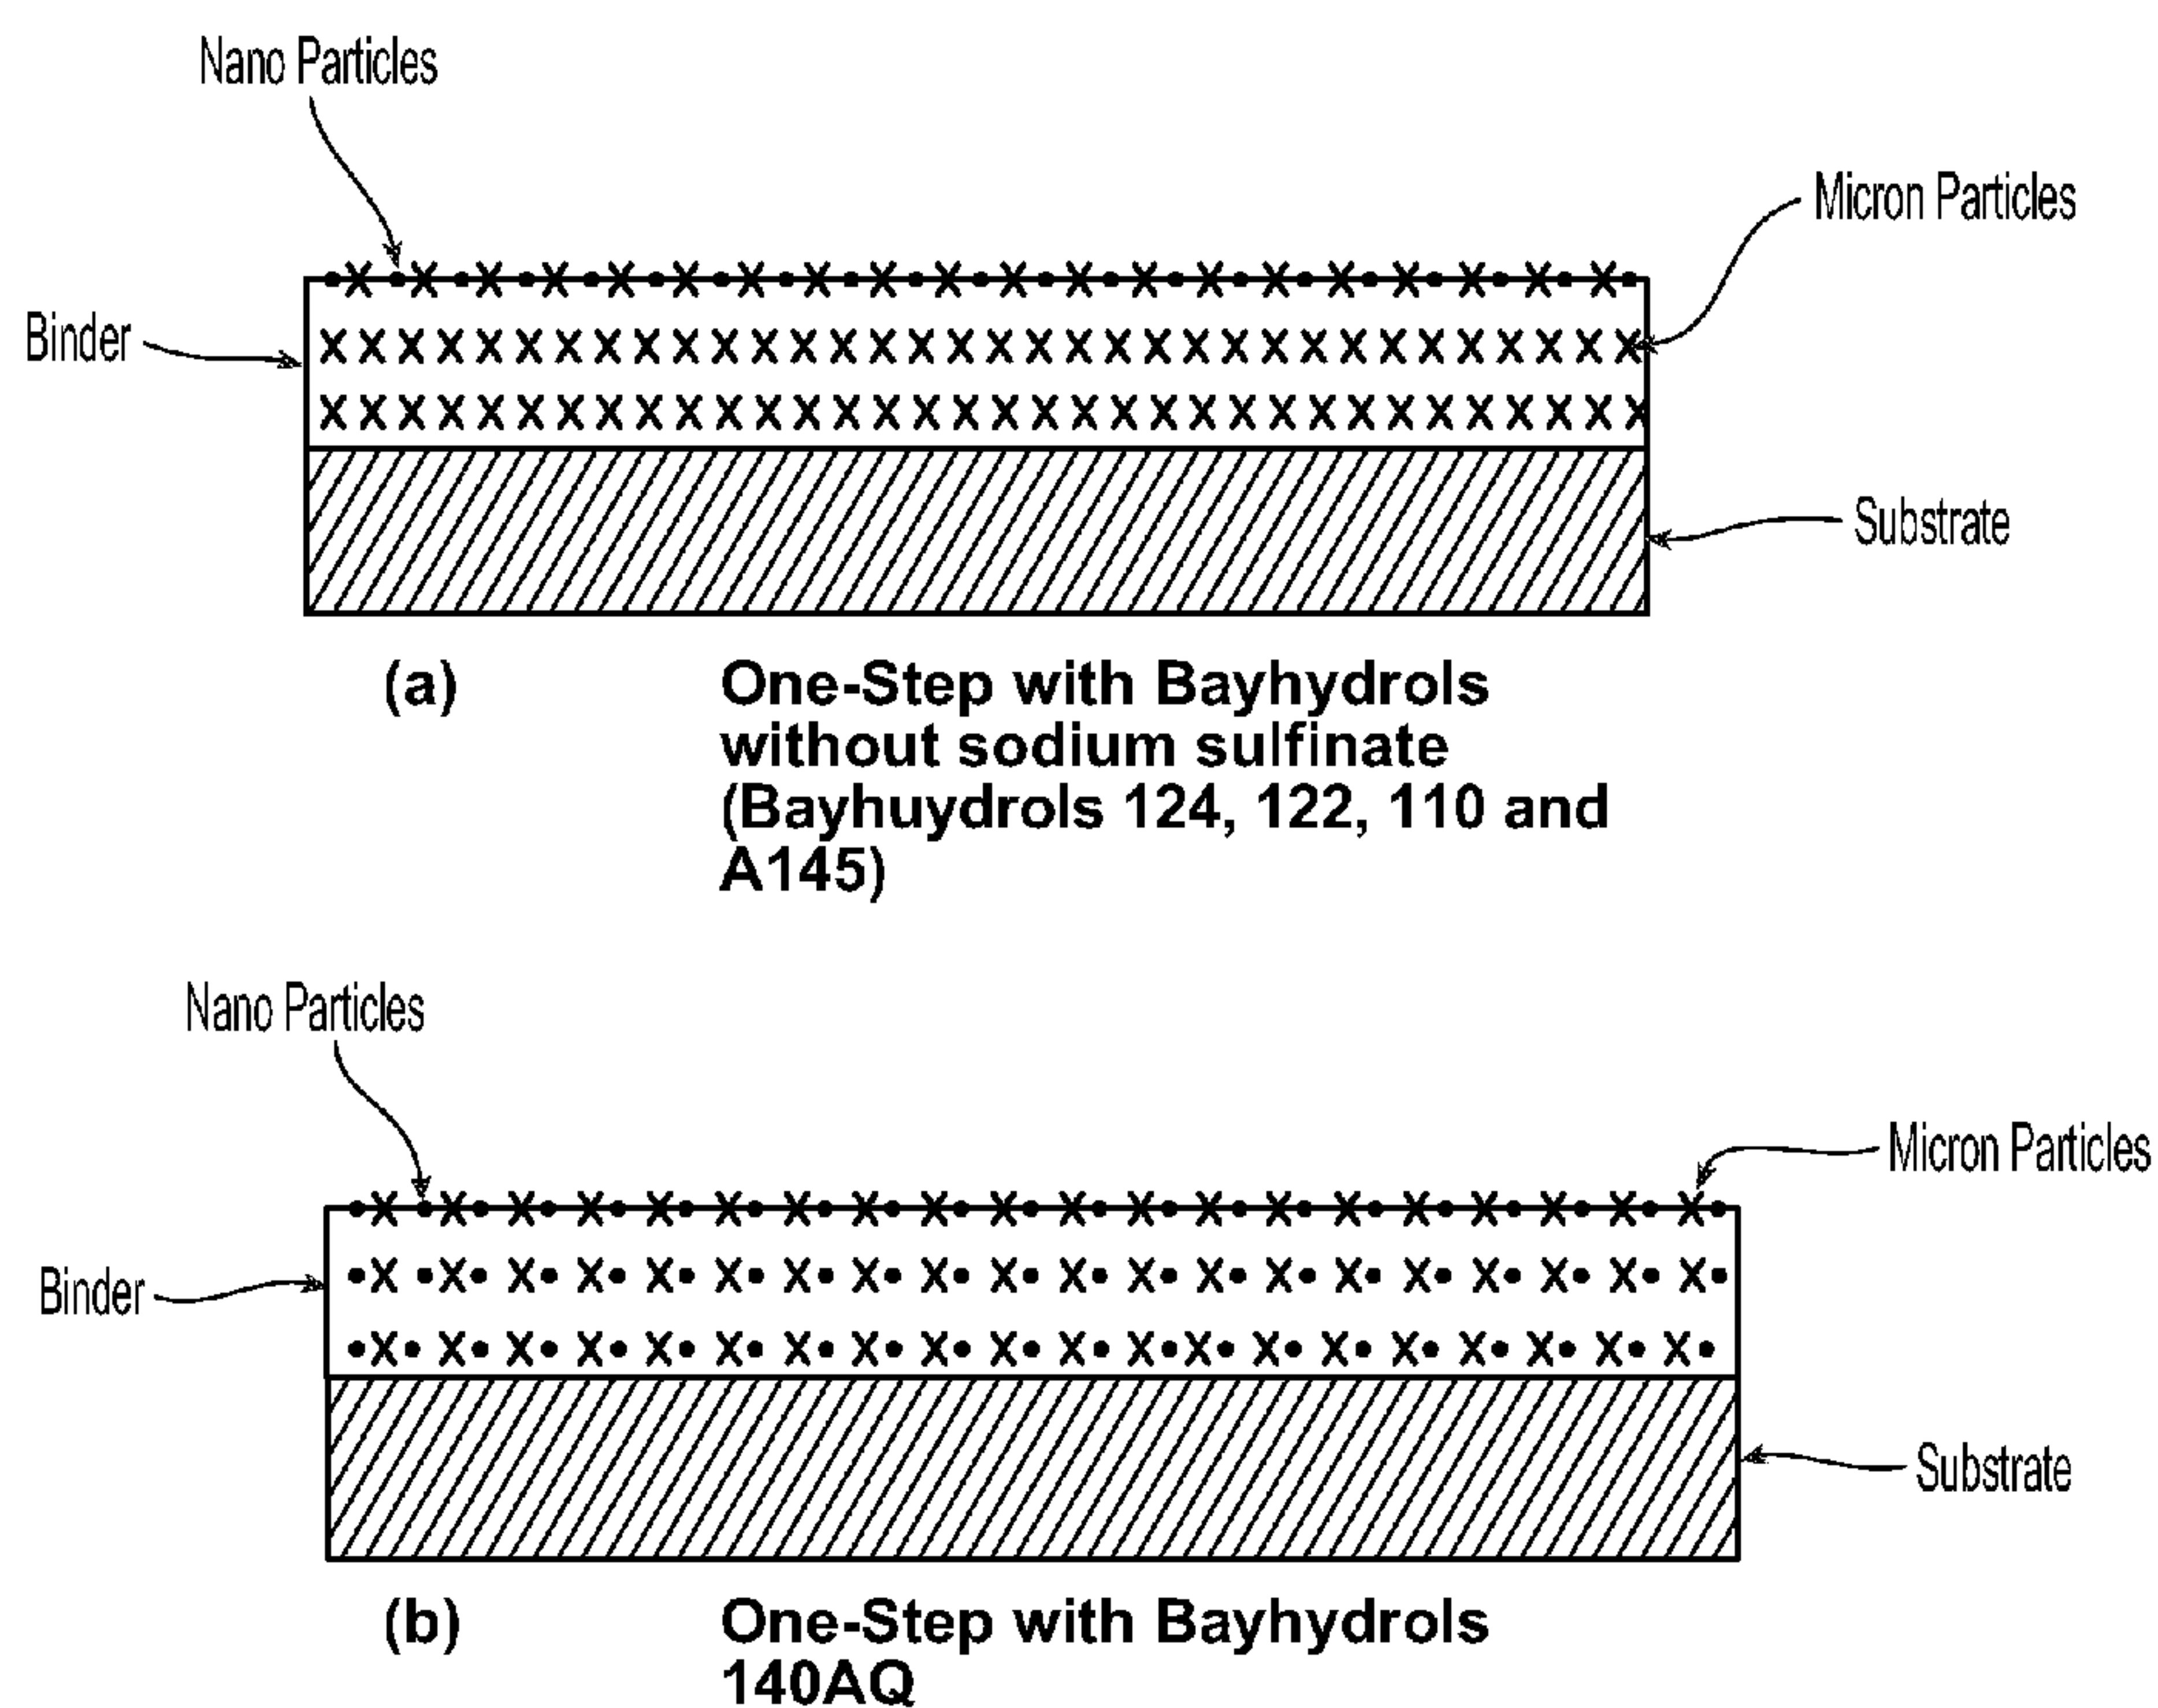 Nano Particles
Micron Particles
Binder
Substrate
(a) One-Step with Bayhydrols
without sodium sulfinate
(Bayhuydrols 124, 122, 110 and
A145)
Nano Particles
Micron Particles
Binder
Substrate
(b) One-Step with Bayhydrols
140AQ